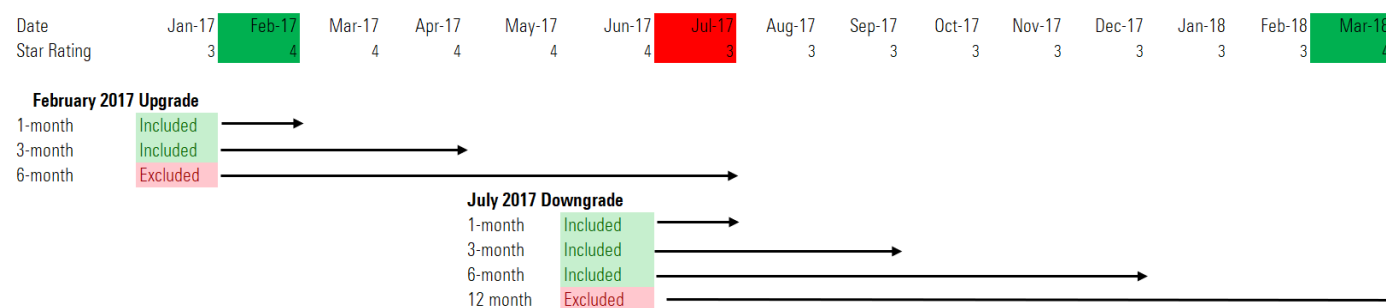 Date Jan-17 Feb-17 Mar-17 Apr-17 May-17 Jun-17 Jul-17 Aug-17 Sep-17 Oct-17 Nov-17 Dec-17 Jan-18 Feb-18 Mar-18
Star Rating 3 4 4 4 4 4 3 3 3 3 3 3 3 3 4
February 2017 Upgrade
1-month Included
3-month Included
6-month Excluded
July 2017 Downgrade
1-month Included
3-month Included
6-month Included
12 month Excluded